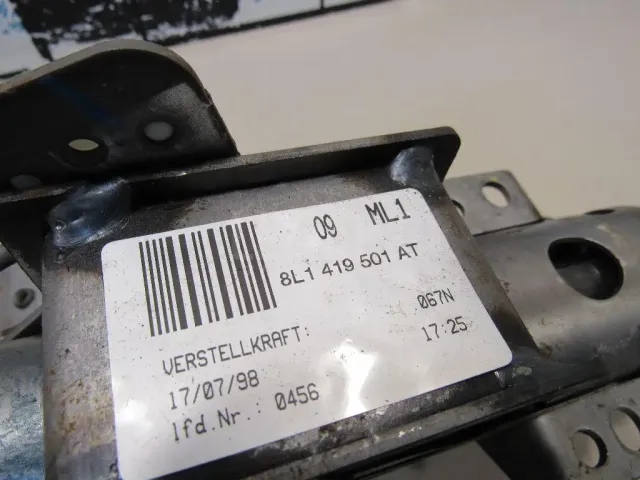 09 ML1
8L1 419 501 AT
VERSTELLKRAFT: 067N
17/07/98 17:25
lfd.Nr.: 0456